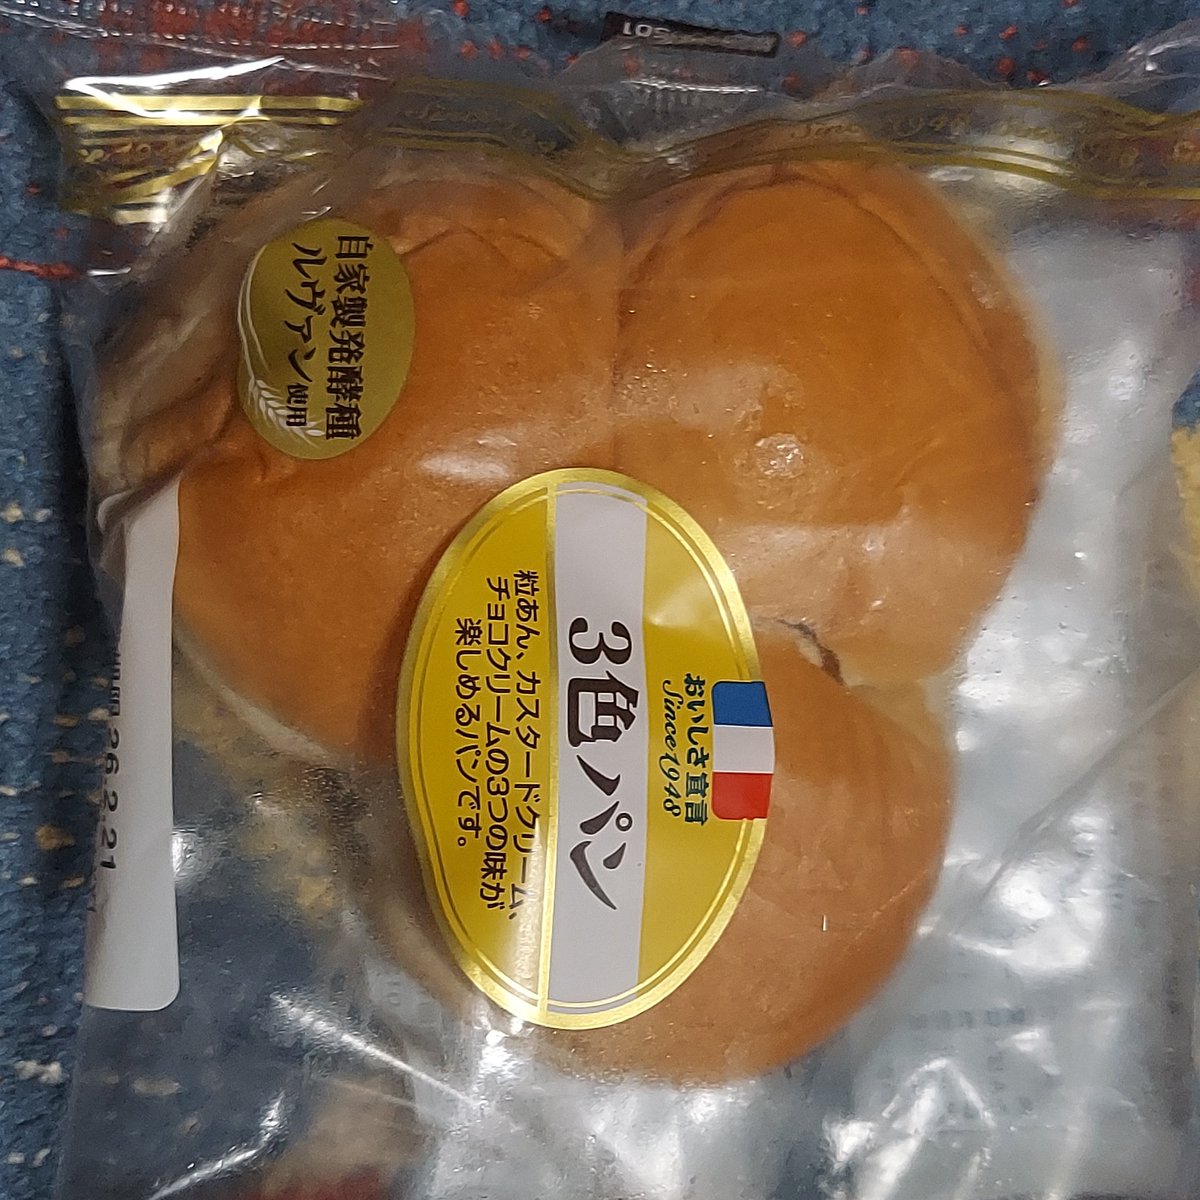 自家製発酵種
ルヴァン使用
おいしさ宣言
Since1948
3色パン
粒あん、カスタードクリーム、
チョコクリームの3つの味が
楽しめるパンです。
26.2.21
Since 1948